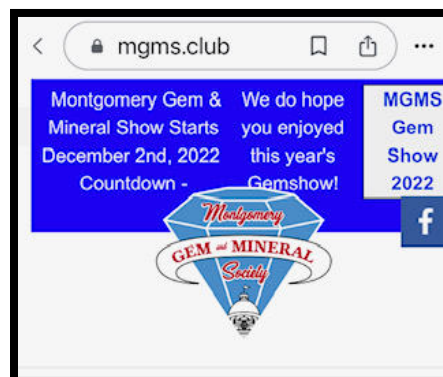 mgms.club
Montgomery Gem &
Mineral Show Starts
December 2nd, 2022
Countdown -
We do hope
you enjoyed
this year's
Gemshow!
MGMS
Gem
Show
2022
f
Montgomery
GEM and MINERAL
Society